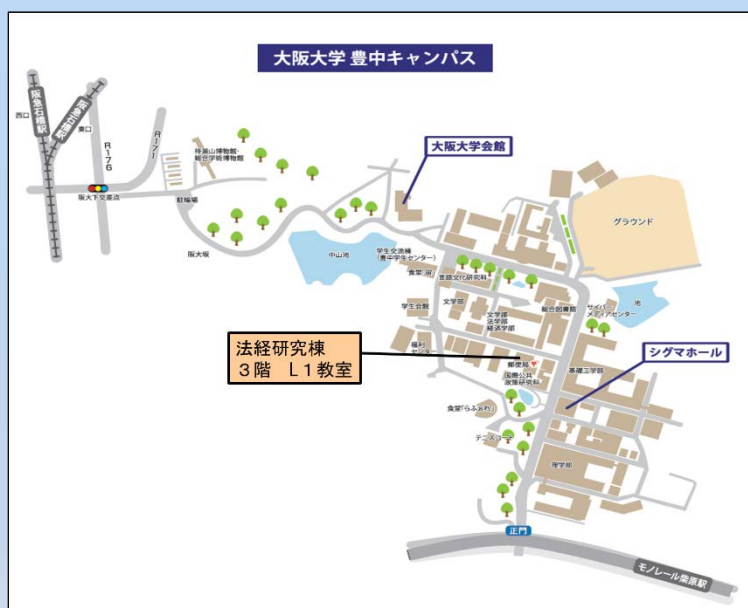 大阪大学 豊中キャンパス
阪急石橋駅
阪急石橋駅
西口
東口
R176
R171
阪大下交差点
駐輪場
待兼山博物館・
総合学術博物館
大阪大学会館
グラウンド
阪大坂
中山池
学生交流棟
(豊中学生センター)
食堂「宙」
言語文化研究科
学生会館
文学部
文学部
法学部
経済学部
総合図書館
サイバー
メディアセンター
池
法経研究棟
3階 L1教室
福利
センター
郵便局
国際公共
政策研究科
基礎工学部
シグマホール
食堂「らふぉれ」
テニスコート
理学部
正門
モノレール柴原駅